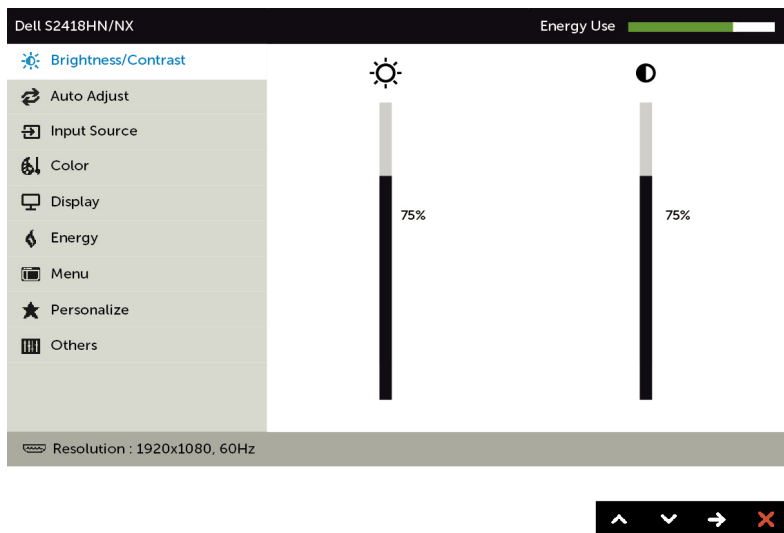 Dell S2418HN/NX
Energy Use
Brightness/Contrast
Auto Adjust
Input Source
Color
Display
Energy
Menu
Personalize
Others
75%
75%
Resolution : 1920x1080, 60Hz